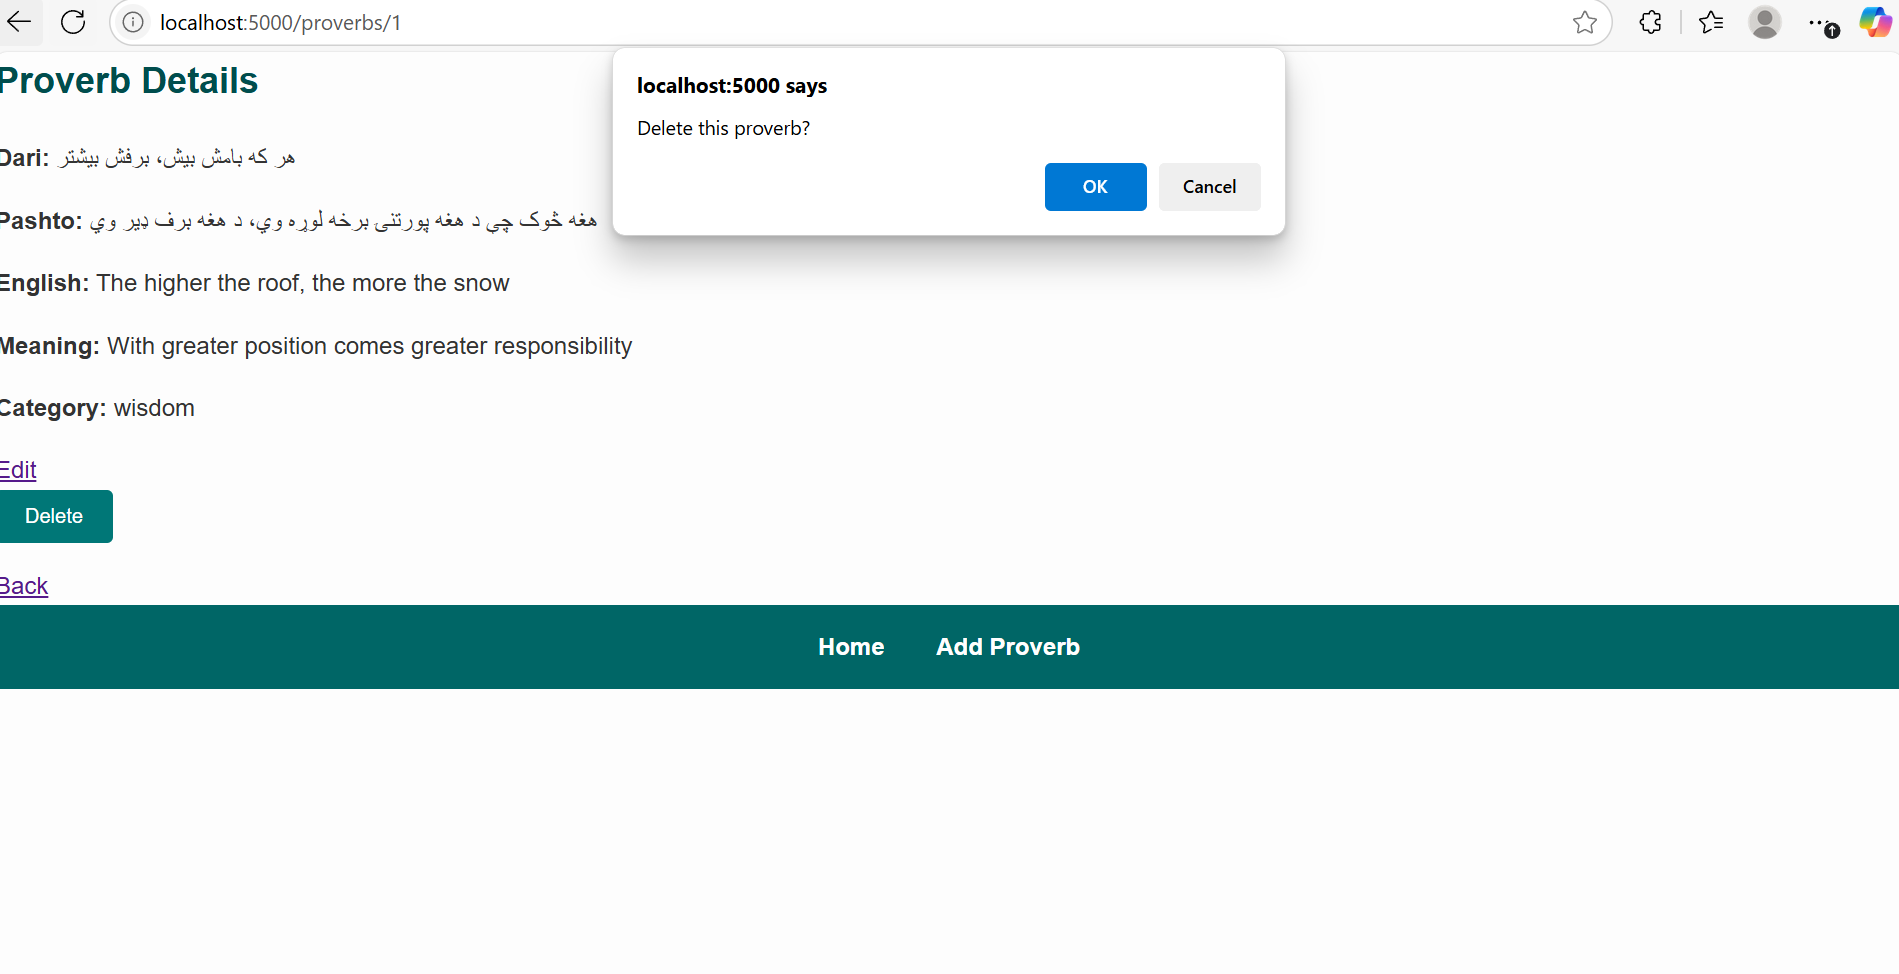 localhost:5000/proverbs/1
localhost:5000 says
Delete this proverb?
OK
Cancel
Proverb Details
Dari: هر که بامش بیش، برفش بیشتر
Pashto: هغه څوک چې د هغه پورتنۍ برخه لوړه وي، د هغه برف ډیر وي
English: The higher the roof, the more the snow
Meaning: With greater position comes greater responsibility
Category: wisdom
Edit
Delete
Back
Home
Add Proverb